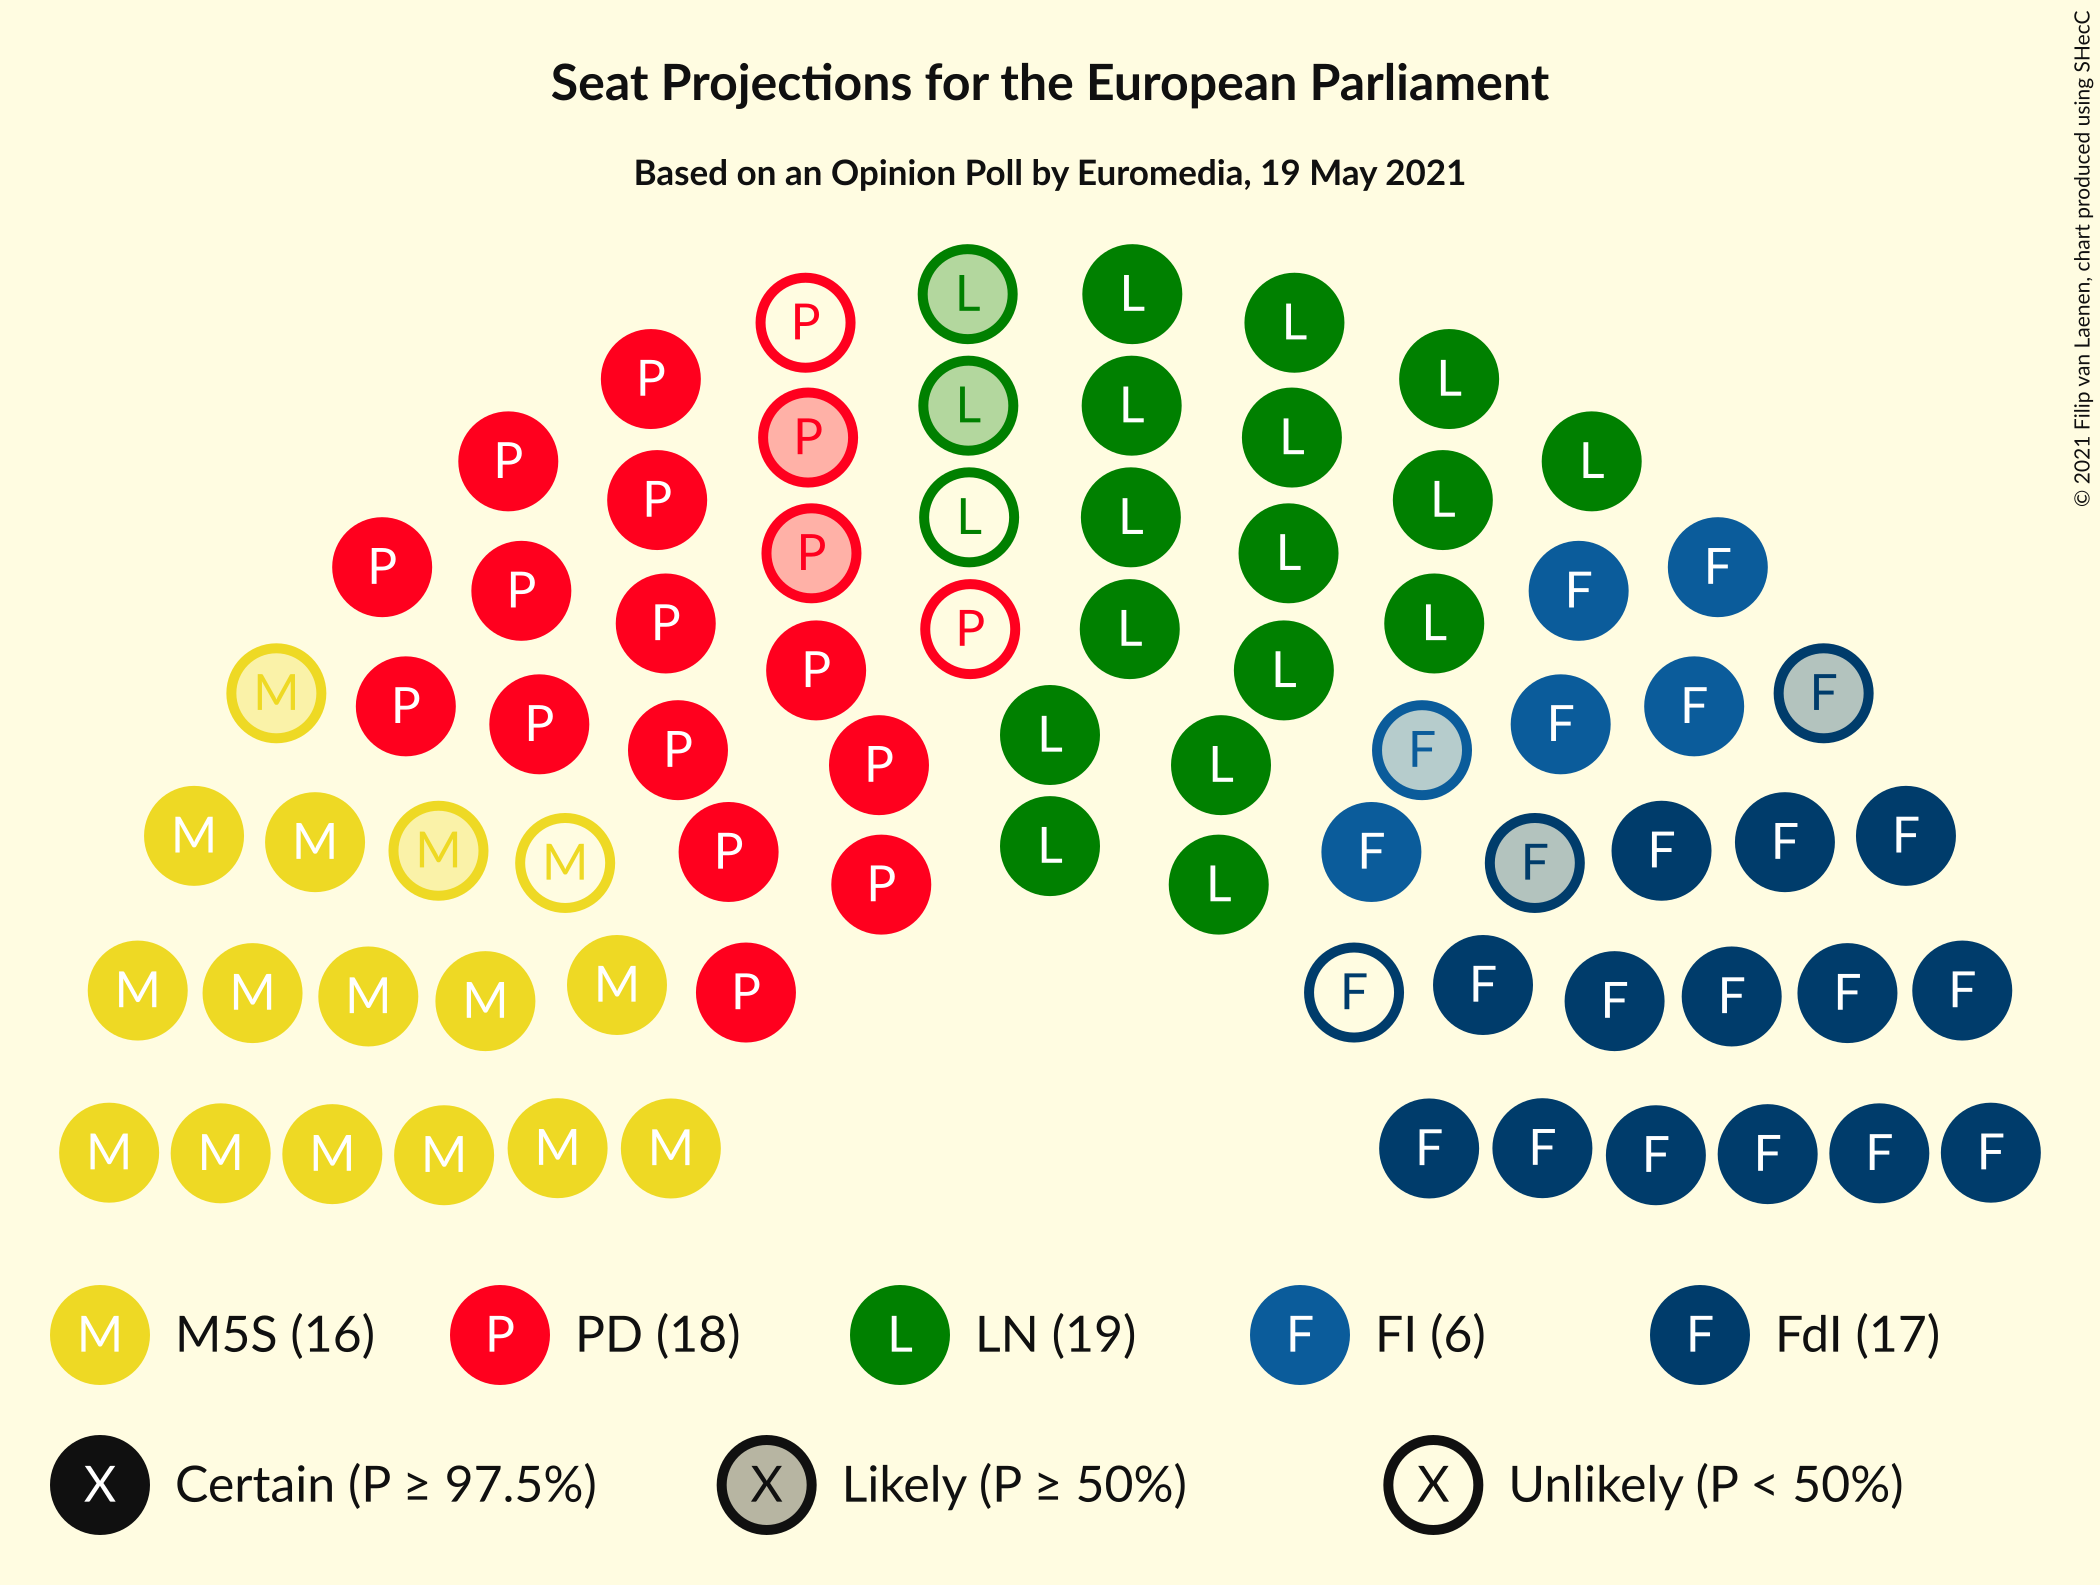 Seat Projections for the European Parliament
Based on an Opinion Poll by Euromedia, 19 May 2021
© 2021 Filip van Laenen, chart produced using SHecC
L L
P L P L
L L
P P L L
P L P L
P L P L
P P L L
P F P F
P L P L
M P P L L F F
P P L F F
P P L L
M M M M P P L F F F F F
P L
M M M M M P F F F F F F
M M M M M M F F F F F F
M M5S (16) P PD (18) L LN (19) F FI (6) F FdI (17)
X Certain (P ≥ 97.5%) X Likely (P ≥ 50%) X Unlikely (P < 50%)